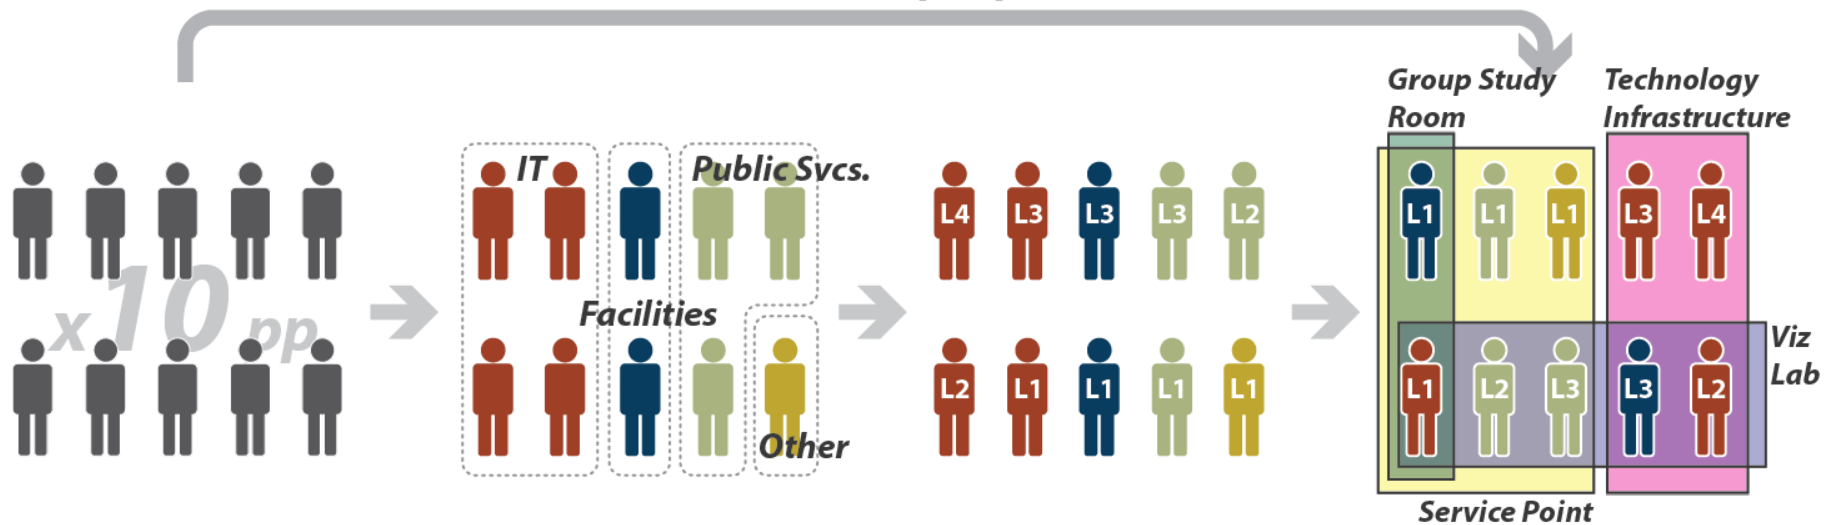 Group Study
Room
Technology
Infrastructure
x10 pp
IT
Public Svcs.
Facilities
Other
L4 L3 L3 L3 L2
L2 L1 L1 L1 L1
L1 L1 L1 L3 L4
L1 L2 L3 L3 L2
Viz
Lab
Service Point